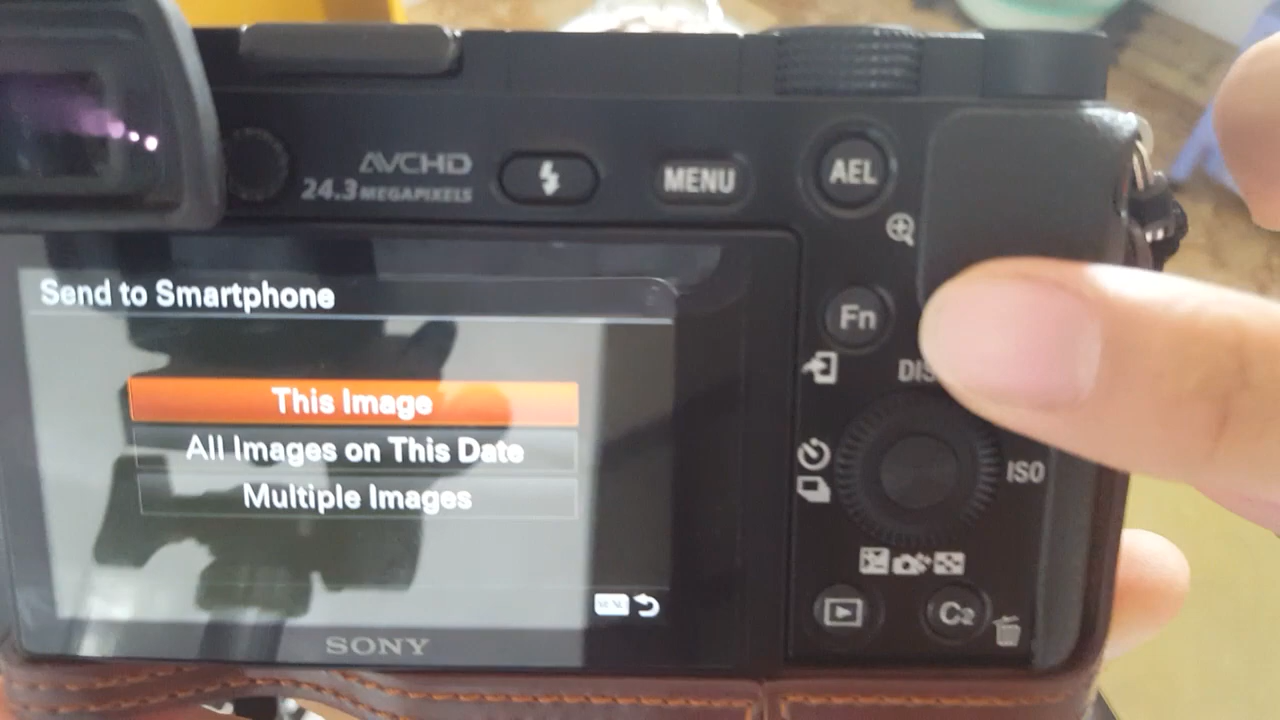 AVCHD
24.3 MEGAPIXELS
MENU
AEL
Send to Smartphone
Fn
This Image
All Images on This Date
Multiple Images
ISO
MENU
SONY
C2